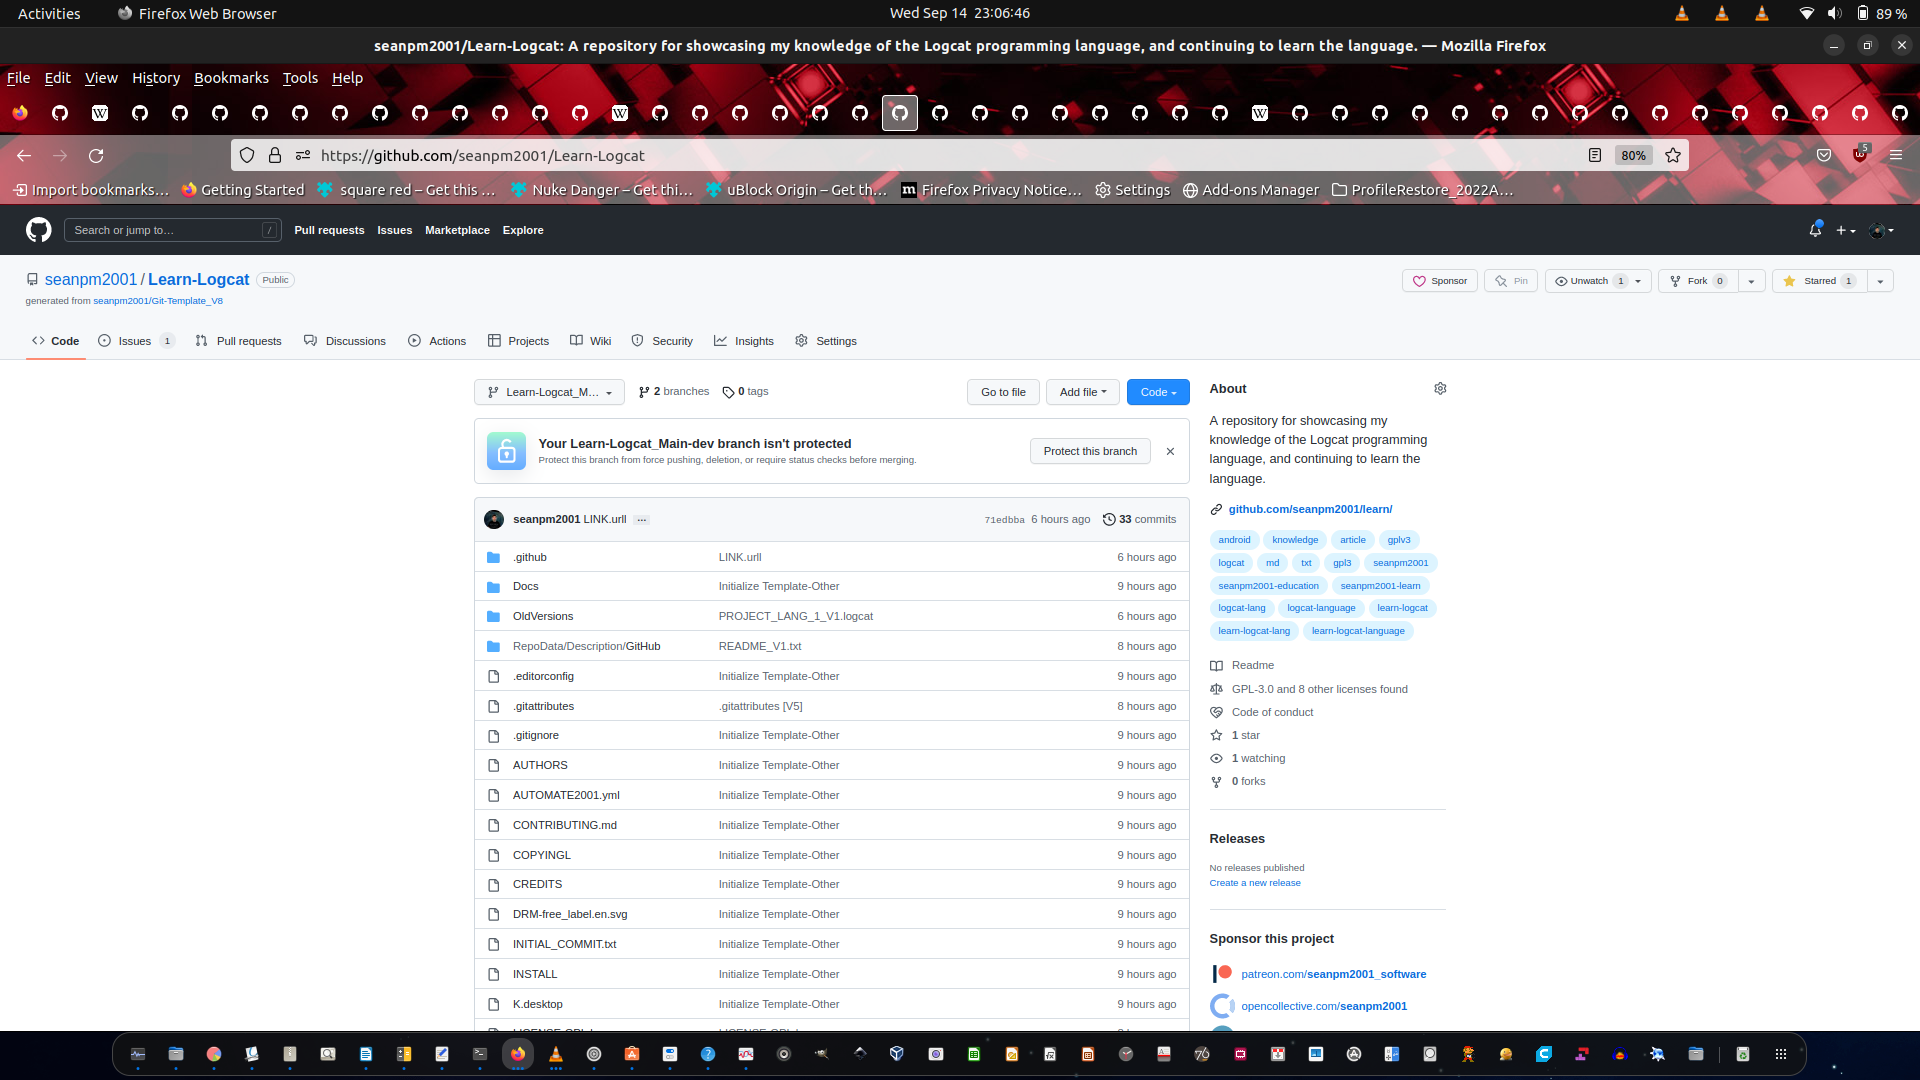 Activities
Firefox Web Browser
Wed Sep 14 23:06:46
89 %
seanpm2001/Learn-Logcat: A repository for showcasing my knowledge of the Logcat programming language, and continuing to learn the language. — Mozilla Firefox
File Edit View History Bookmarks Tools Help
https://github.com/seanpm2001/Learn-Logcat
80%
5
Import bookmarks… Getting Started square red – Get this … Nuke Danger – Get thi… uBlock Origin – Get th… Firefox Privacy Notice… Settings Add-ons Manager ProfileRestore_2022A…
Search or jump to… /
Pull requests Issues Marketplace Explore
seanpm2001 / Learn-Logcat Public
generated from seanpm2001/Git-Template_V8
Sponsor Pin Unwatch 1 Fork 0 Starred 1
Code Issues 1 Pull requests Discussions Actions Projects Wiki Security Insights Settings
Learn-Logcat_M… 2 branches 0 tags Go to file Add file Code
Your Learn-Logcat_Main-dev branch isn't protected
Protect this branch from force pushing, deletion, or require status checks before merging.
Protect this branch
seanpm2001 LINK.urll … 71edbba 6 hours ago 33 commits
.github LINK.urll 6 hours ago
Docs Initialize Template-Other 9 hours ago
OldVersions PROJECT_LANG_1_V1.logcat 6 hours ago
RepoData/Description/GitHub README_V1.txt 8 hours ago
.editorconfig Initialize Template-Other 9 hours ago
.gitattributes .gitattributes [V5] 8 hours ago
.gitignore Initialize Template-Other 9 hours ago
AUTHORS Initialize Template-Other 9 hours ago
AUTOMATE2001.yml Initialize Template-Other 9 hours ago
CONTRIBUTING.md Initialize Template-Other 9 hours ago
COPYINGL Initialize Template-Other 9 hours ago
CREDITS Initialize Template-Other 9 hours ago
DRM-free_label.en.svg Initialize Template-Other 9 hours ago
INITIAL_COMMIT.txt Initialize Template-Other 9 hours ago
INSTALL Initialize Template-Other 9 hours ago
K.desktop Initialize Template-Other 9 hours ago
About
A repository for showcasing my
knowledge of the Logcat programming
language, and continuing to learn the
language.
github.com/seanpm2001/learn/
android knowledge article gplv3
logcat md txt gpl3 seanpm2001
seanpm2001-education seanpm2001-learn
logcat-lang logcat-language learn-logcat
learn-logcat-lang learn-logcat-language
Readme
GPL-3.0 and 8 other licenses found
Code of conduct
1 star
1 watching
0 forks
Releases
No releases published
Create a new release
Sponsor this project
patreon.com/seanpm2001_software
opencollective.com/seanpm2001